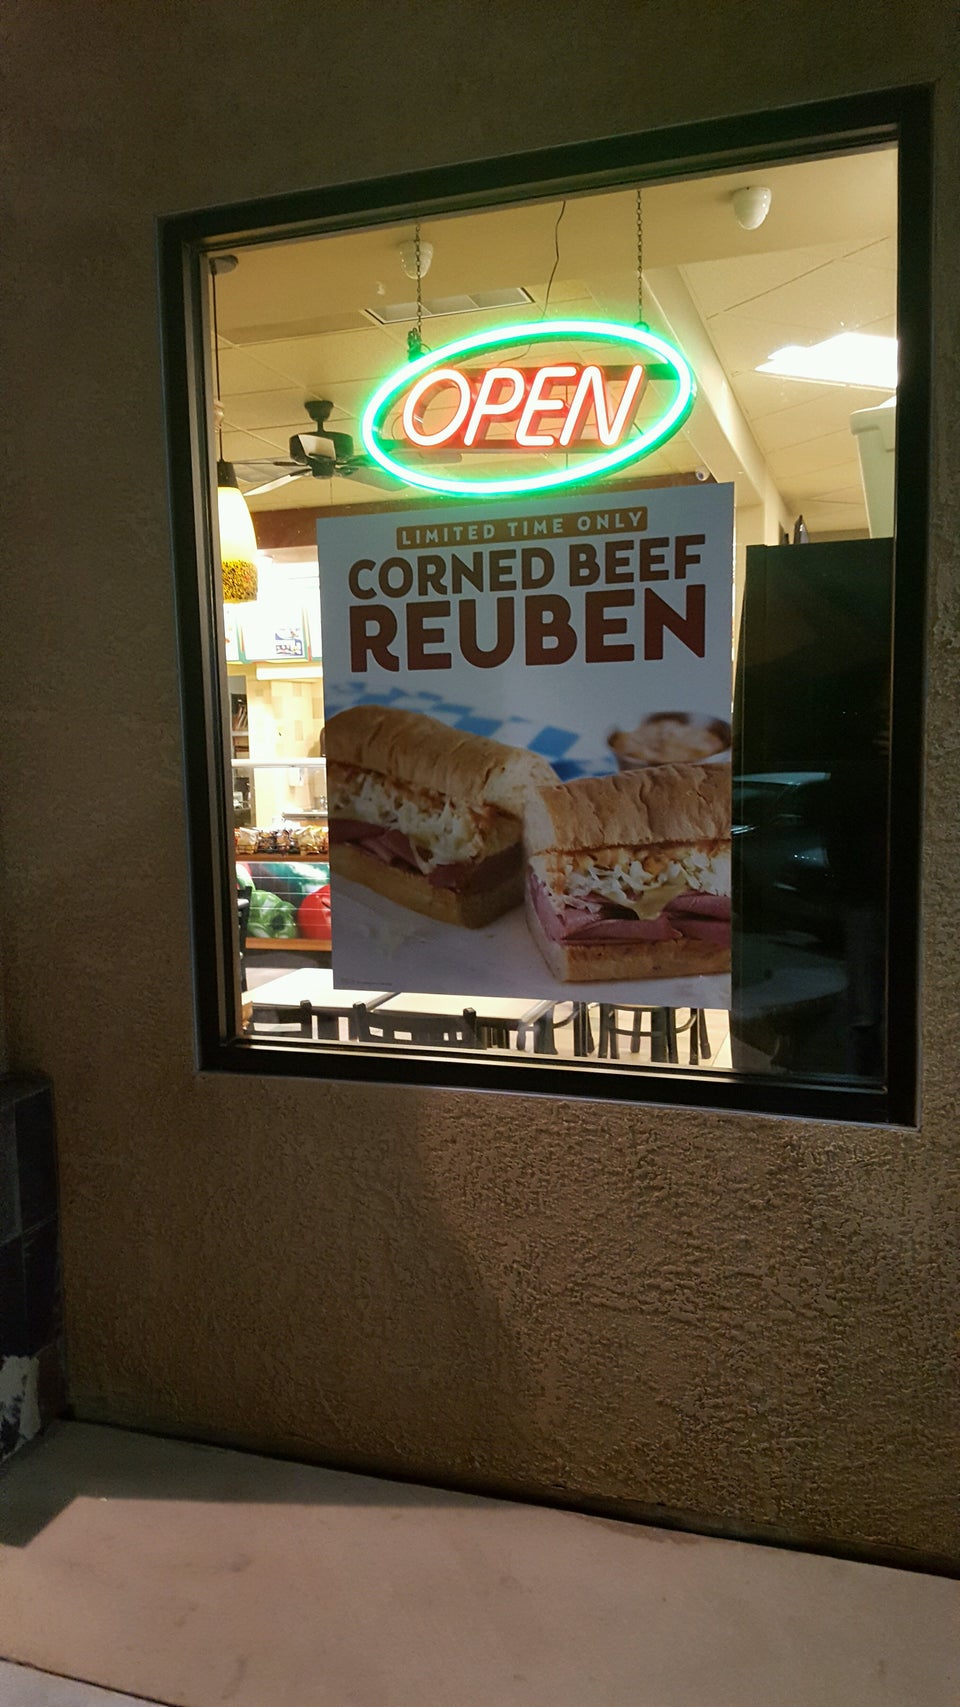 OPEN
LIMITED TIME ONLY
CORNED BEEF
REUBEN